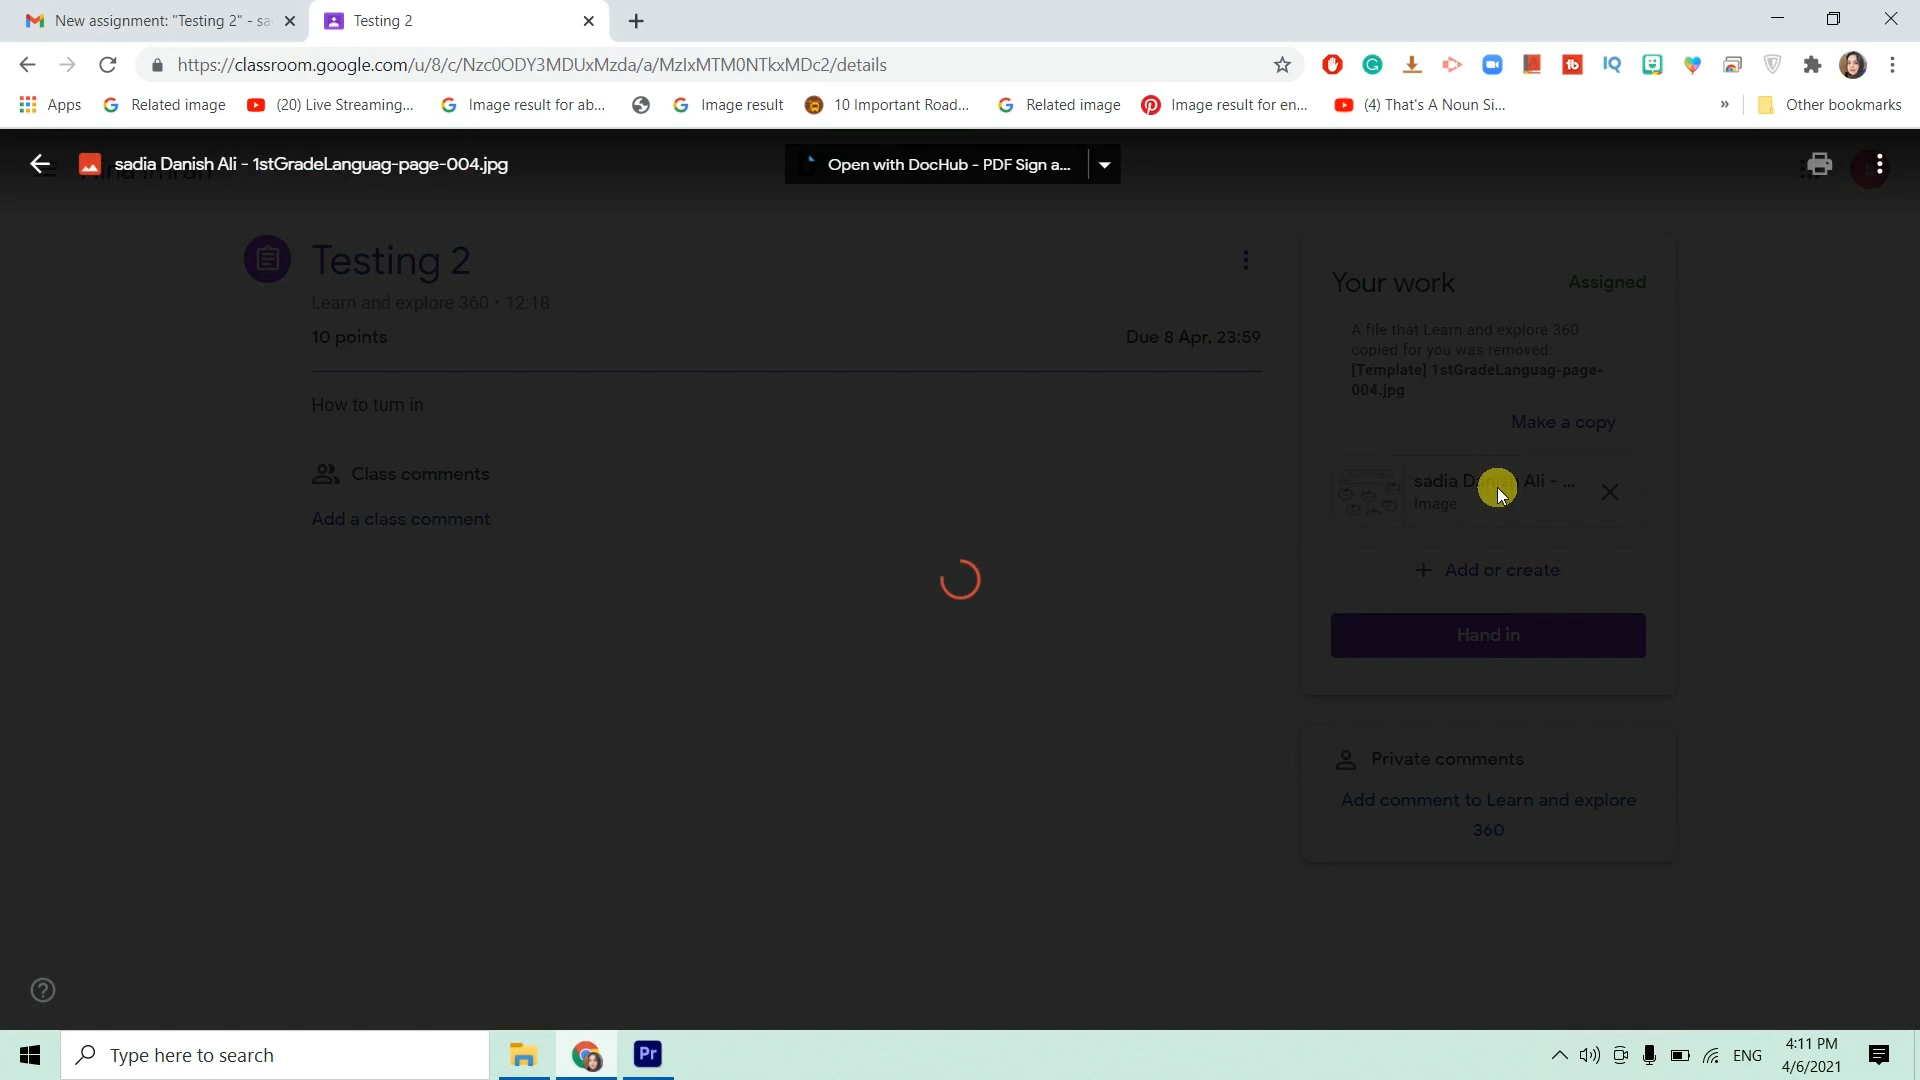 New assignment: "Testing 2" - sa
Testing 2
https://classroom.google.com/u/8/c/Nzc0ODY3MDUxMzda/a/MzIxMTM0NTkxMDc2/details
Apps
Related image
(20) Live Streaming...
Image result for ab...
Image result
10 Important Road...
Related image
Image result for en...
(4) That's A Noun Si...
»
Other bookmarks
sadia Danish Ali - 1stGradeLanguag-page-004.jpg
Open with DocHub - PDF Sign a...
Testing 2
Learn and explore 360 • 12:18
10 points
Due 8 Apr, 23:59
How to turn in
Class comments
Add a class comment
Your work
Assigned
A file that Learn and explore 360
copied for you was removed:
[Template] 1stGradeLanguag-page-
004.jpg
Make a copy
sadia Danish Ali - ...
Image
+ Add or create
Hand in
Private comments
Add comment to Learn and explore
360
Type here to search
Pr
ENG
4:11 PM
4/6/2021